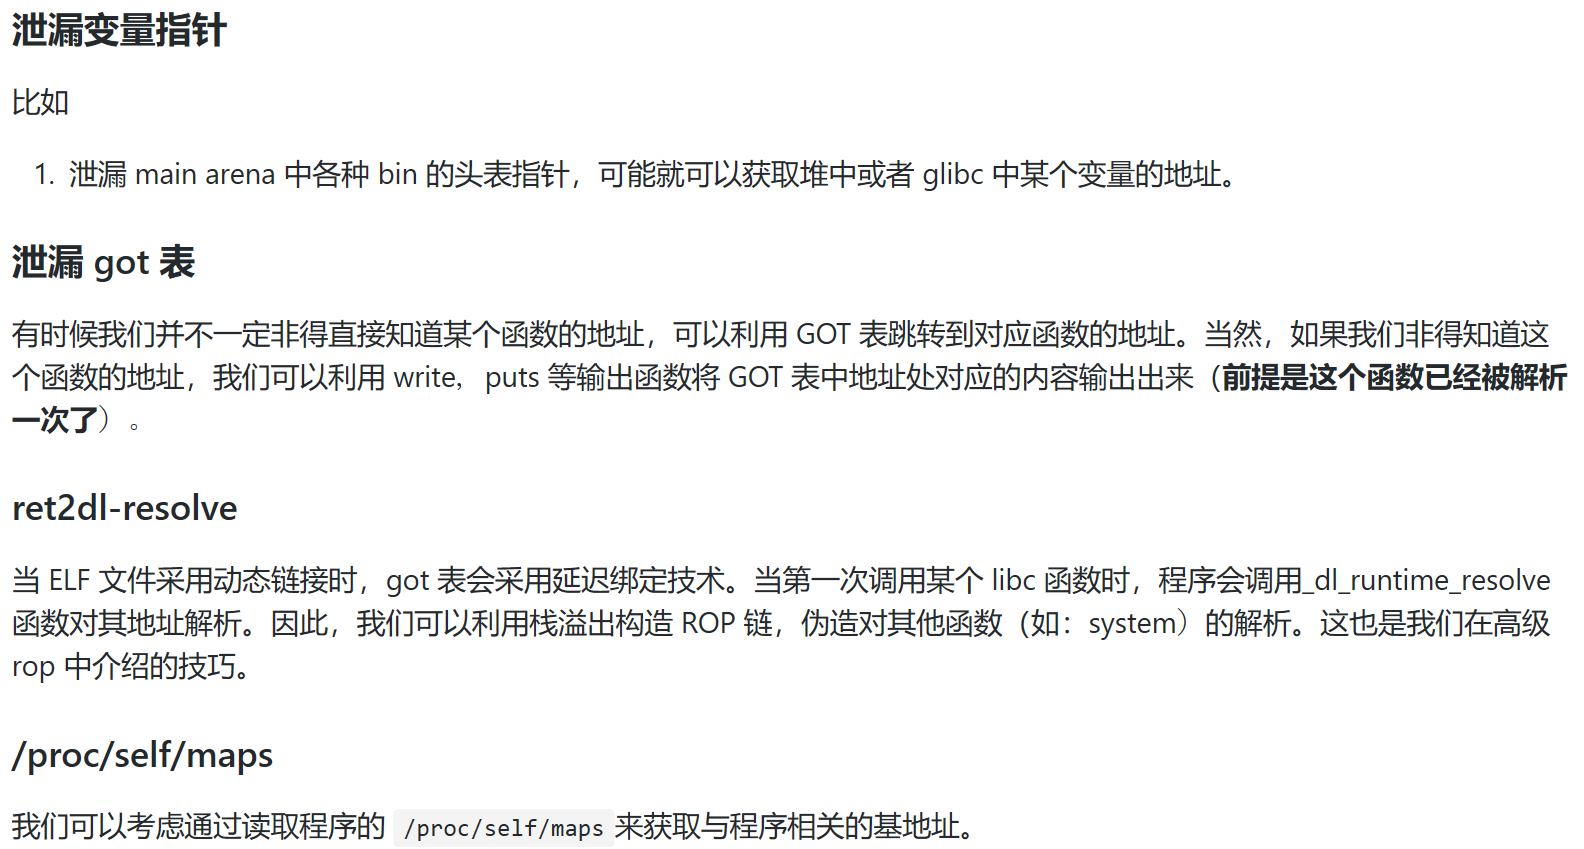 泄漏变量指针
比如
1. 泄漏 main arena 中各种 bin 的头表指针，可能就可以获取堆中或者 glibc 中某个变量的地址。
泄漏 got 表
有时候我们并不一定非得直接知道某个函数的地址，可以利用 GOT 表跳转到对应函数的地址。当然，如果我们非得知道这
个函数的地址，我们可以利用 write，puts 等输出函数将 GOT 表中地址处对应的内容输出出来（前提是这个函数已经被解析
一次了）。
ret2dl-resolve
当 ELF 文件采用动态链接时，got 表会采用延迟绑定技术。当第一次调用某个 libc 函数时，程序会调用_dl_runtime_resolve
函数对其地址解析。因此，我们可以利用栈溢出构造 ROP 链，伪造对其他函数（如：system）的解析。这也是我们在高级
rop 中介绍的技巧。
/proc/self/maps
我们可以考虑通过读取程序的 /proc/self/maps 来获取与程序相关的基地址。